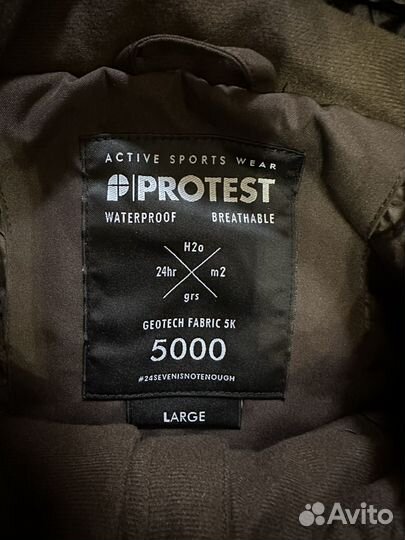 ACTIVE SPORTS WEAR
PROTEST
WATERPROOF BREATHABLE
H2o
24hr m2
grs
GEOTECH FABRIC 5K
5000
#24SEVENISNOTENOUGH
LARGE
Avito